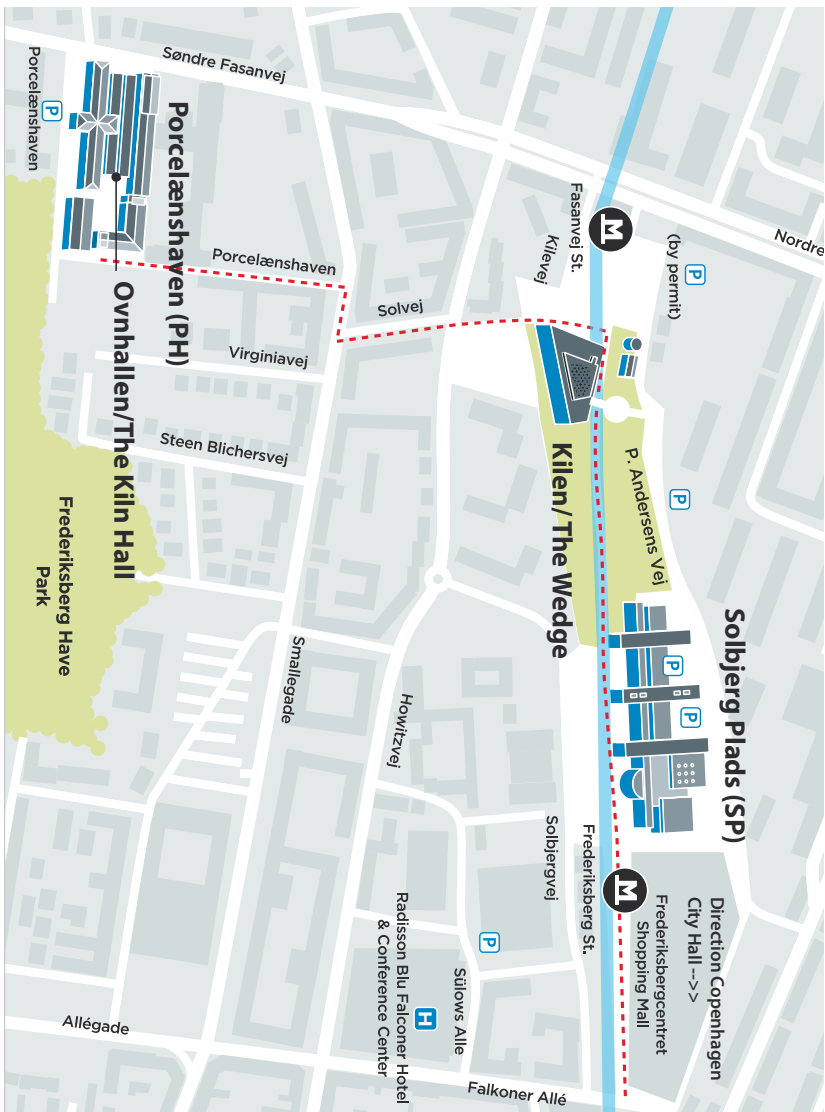 Søndre Fasanvej
Porcelænshaven
P
Porcelænshaven (PH)
Ovnhallen/The Kiln Hall
Porcelænshaven
Solvej
Virginiavej
Steen Blichersvej
Frederiksberg Have
Park
Smallegade
Howitzvej
Allégade
Fasanvej St.
M
Kilevej
P
(by permit)
Nordre
Kilen/ The Wedge
P. Andersens Vej
P
Solbjerg Plads (SP)
P
P
Solbjergvej
Frederiksberg St.
M
Frederiksbergcentret
Shopping Mall
Direction Copenhagen
City Hall -->>
P
Sülows Alle
H
Radisson Blu Falconer Hotel
& Conference Center
Falkoner Allé